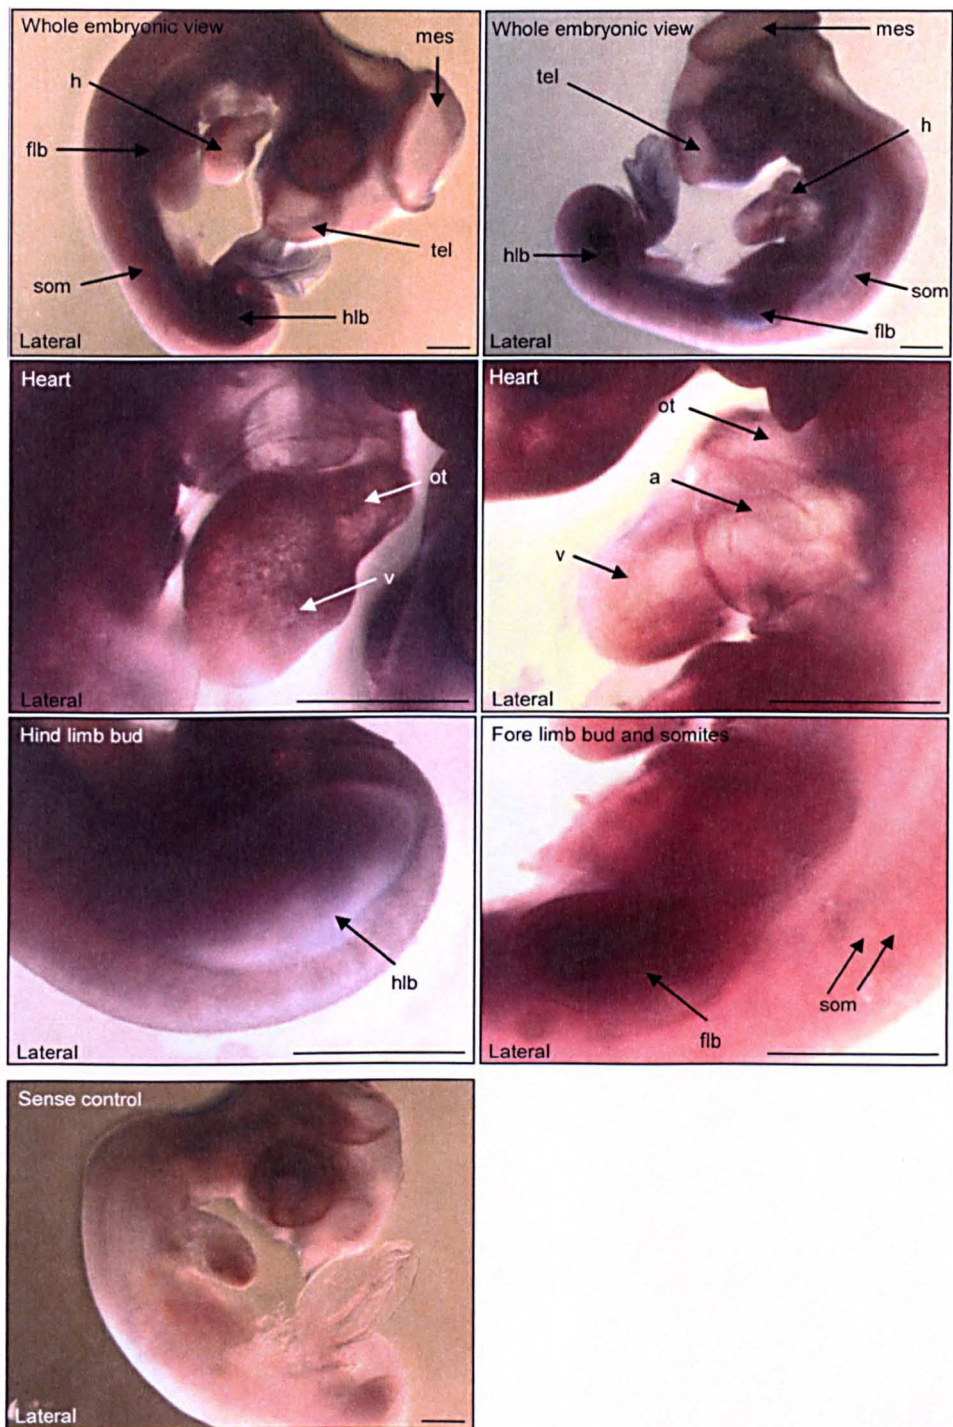 Whole embryonic view
mes
h
flb
tel
som
hlb
Lateral
Whole embryonic view
mes
tel
h
hlb
som
flb
Lateral
Heart
ot
v
Lateral
Heart
ot
a
v
Lateral
Hind limb bud
hlb
Lateral
Fore limb bud and somites
som
flb
Lateral
Sense control
Lateral